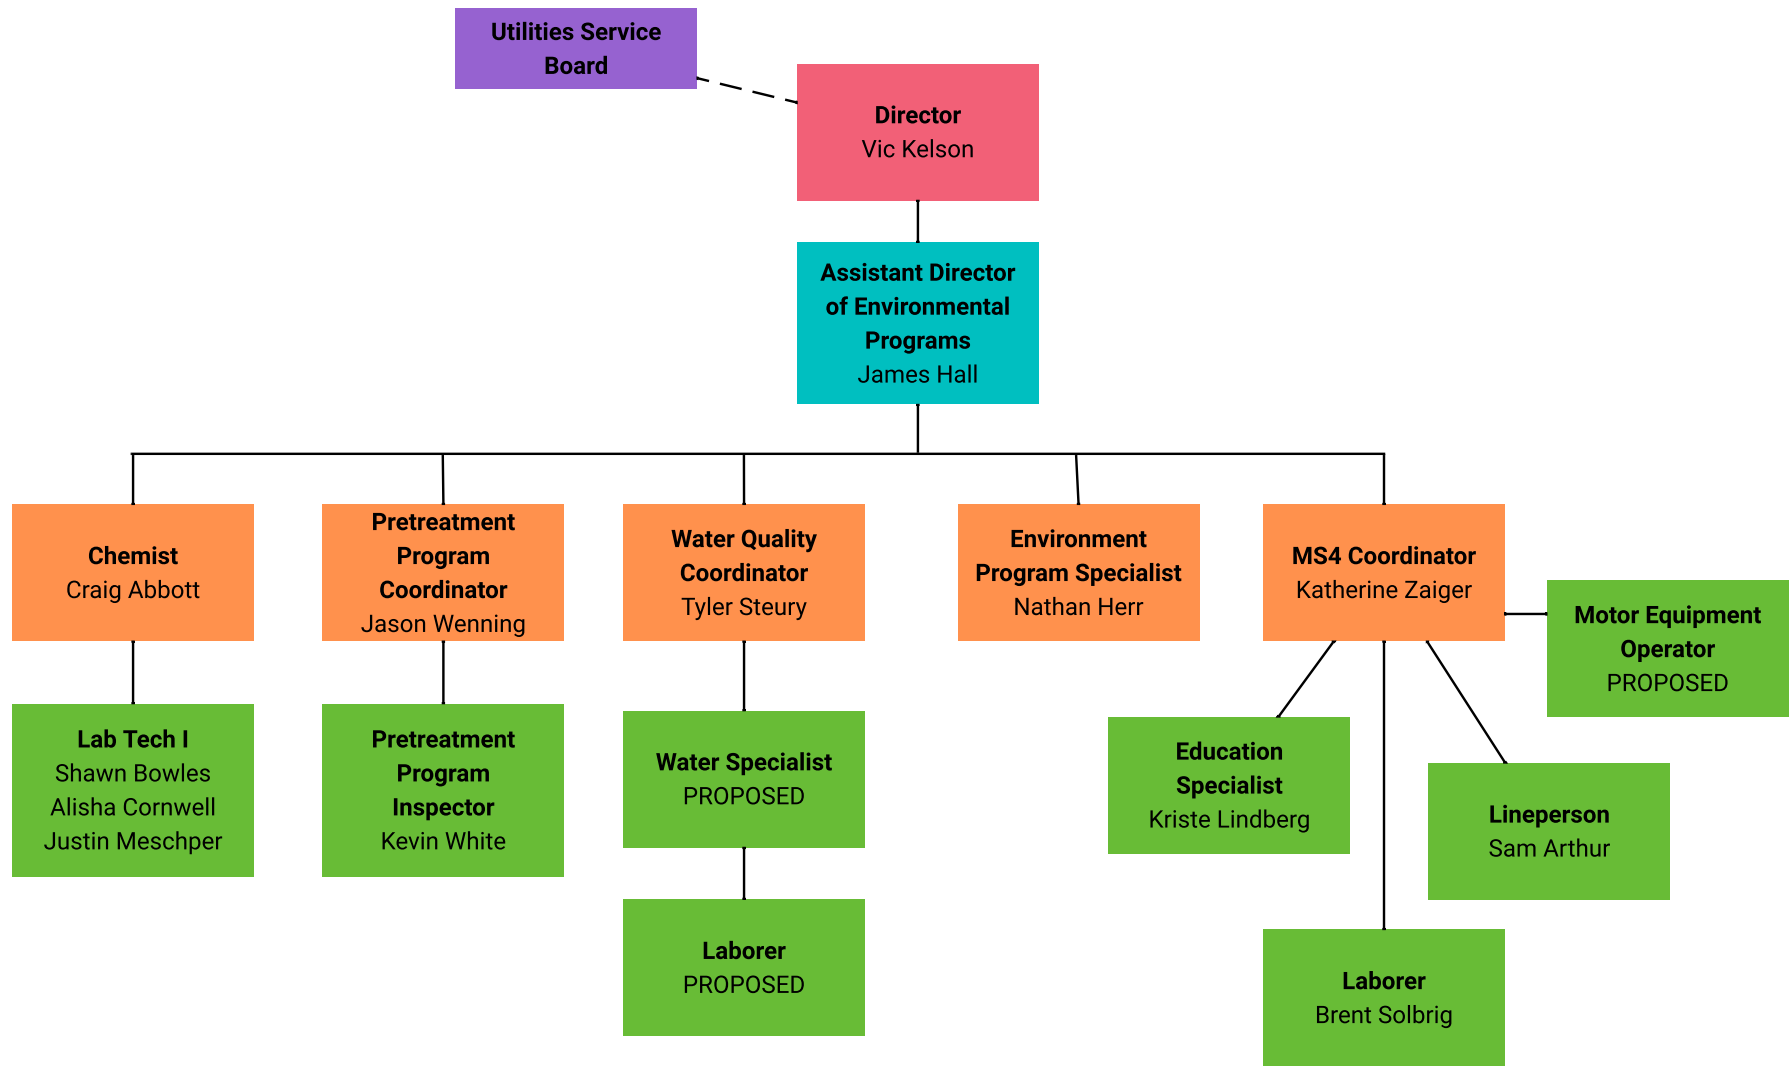 Utilities Service
Board
Director
Vic Kelson
Assistant Director
of Environmental
Programs
James Hall
Chemist
Craig Abbott
Pretreatment
Program
Coordinator
Jason Wenning
Water Quality
Coordinator
Tyler Steury
Environment
Program Specialist
Nathan Herr
MS4 Coordinator
Katherine Zaiger
Motor Equipment
Operator
PROPOSED
Lab Tech I
Shawn Bowles
Alisha Cornwell
Justin Meschper
Pretreatment
Program
Inspector
Kevin White
Water Specialist
PROPOSED
Education
Specialist
Kriste Lindberg
Lineperson
Sam Arthur
Laborer
PROPOSED
Laborer
Brent Solbrig